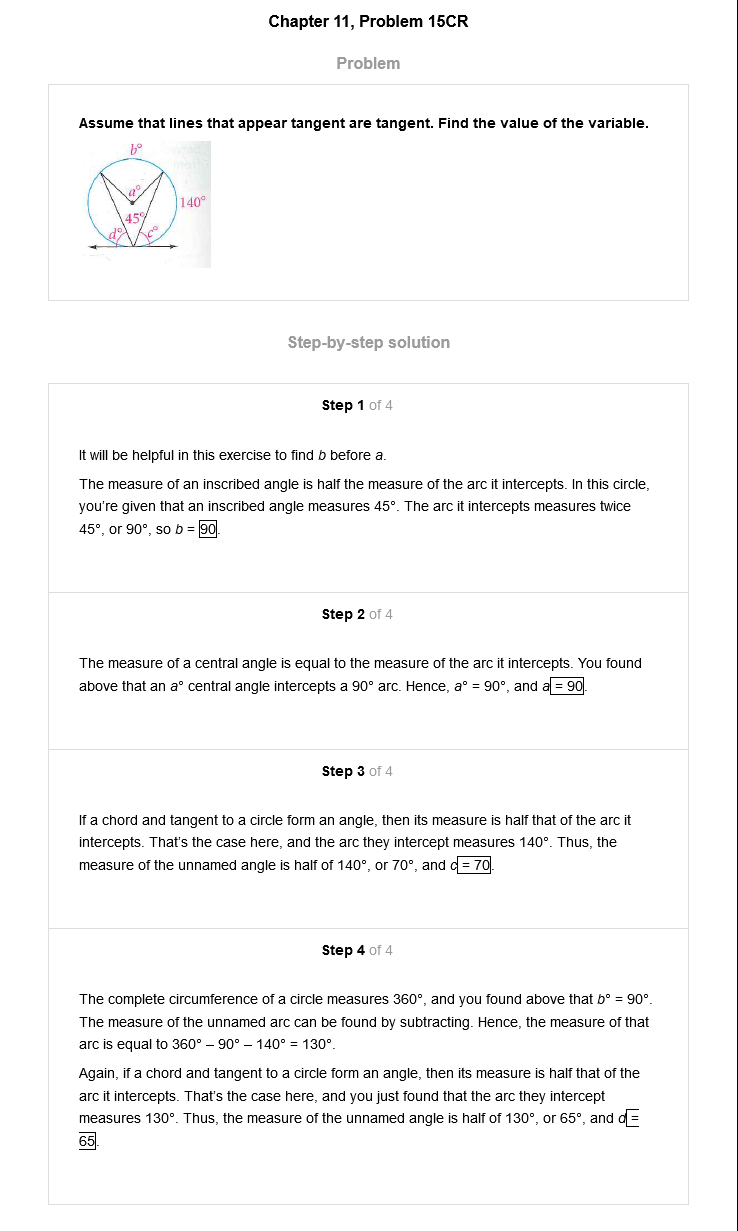 Chapter 11, Problem 15CR
Problem
Assume that lines that appear tangent are tangent. Find the value of the variable.
b°
a°
140°
45°
d°
c°
Step-by-step solution
Step 1 of 4
It will be helpful in this exercise to find b before a.
The measure of an inscribed angle is half the measure of the arc it intercepts. In this circle,
you're given that an inscribed angle measures 45°. The arc it intercepts measures twice
45°, or 90°, so b = 90.
Step 2 of 4
The measure of a central angle is equal to the measure of the arc it intercepts. You found
above that an a° central angle intercepts a 90° arc. Hence, a° = 90°, and a = 90.
Step 3 of 4
If a chord and tangent to a circle form an angle, then its measure is half that of the arc it
intercepts. That's the case here, and the arc they intercept measures 140°. Thus, the
measure of the unnamed angle is half of 140°, or 70°, and c = 70.
Step 4 of 4
The complete circumference of a circle measures 360°, and you found above that b° = 90°.
The measure of the unnamed arc can be found by subtracting. Hence, the measure of that
arc is equal to 360° – 90° – 140° = 130°.
Again, if a chord and tangent to a circle form an angle, then its measure is half that of the
arc it intercepts. That's the case here, and you just found that the arc they intercept
measures 130°. Thus, the measure of the unnamed angle is half of 130°, or 65°, and d =
65.